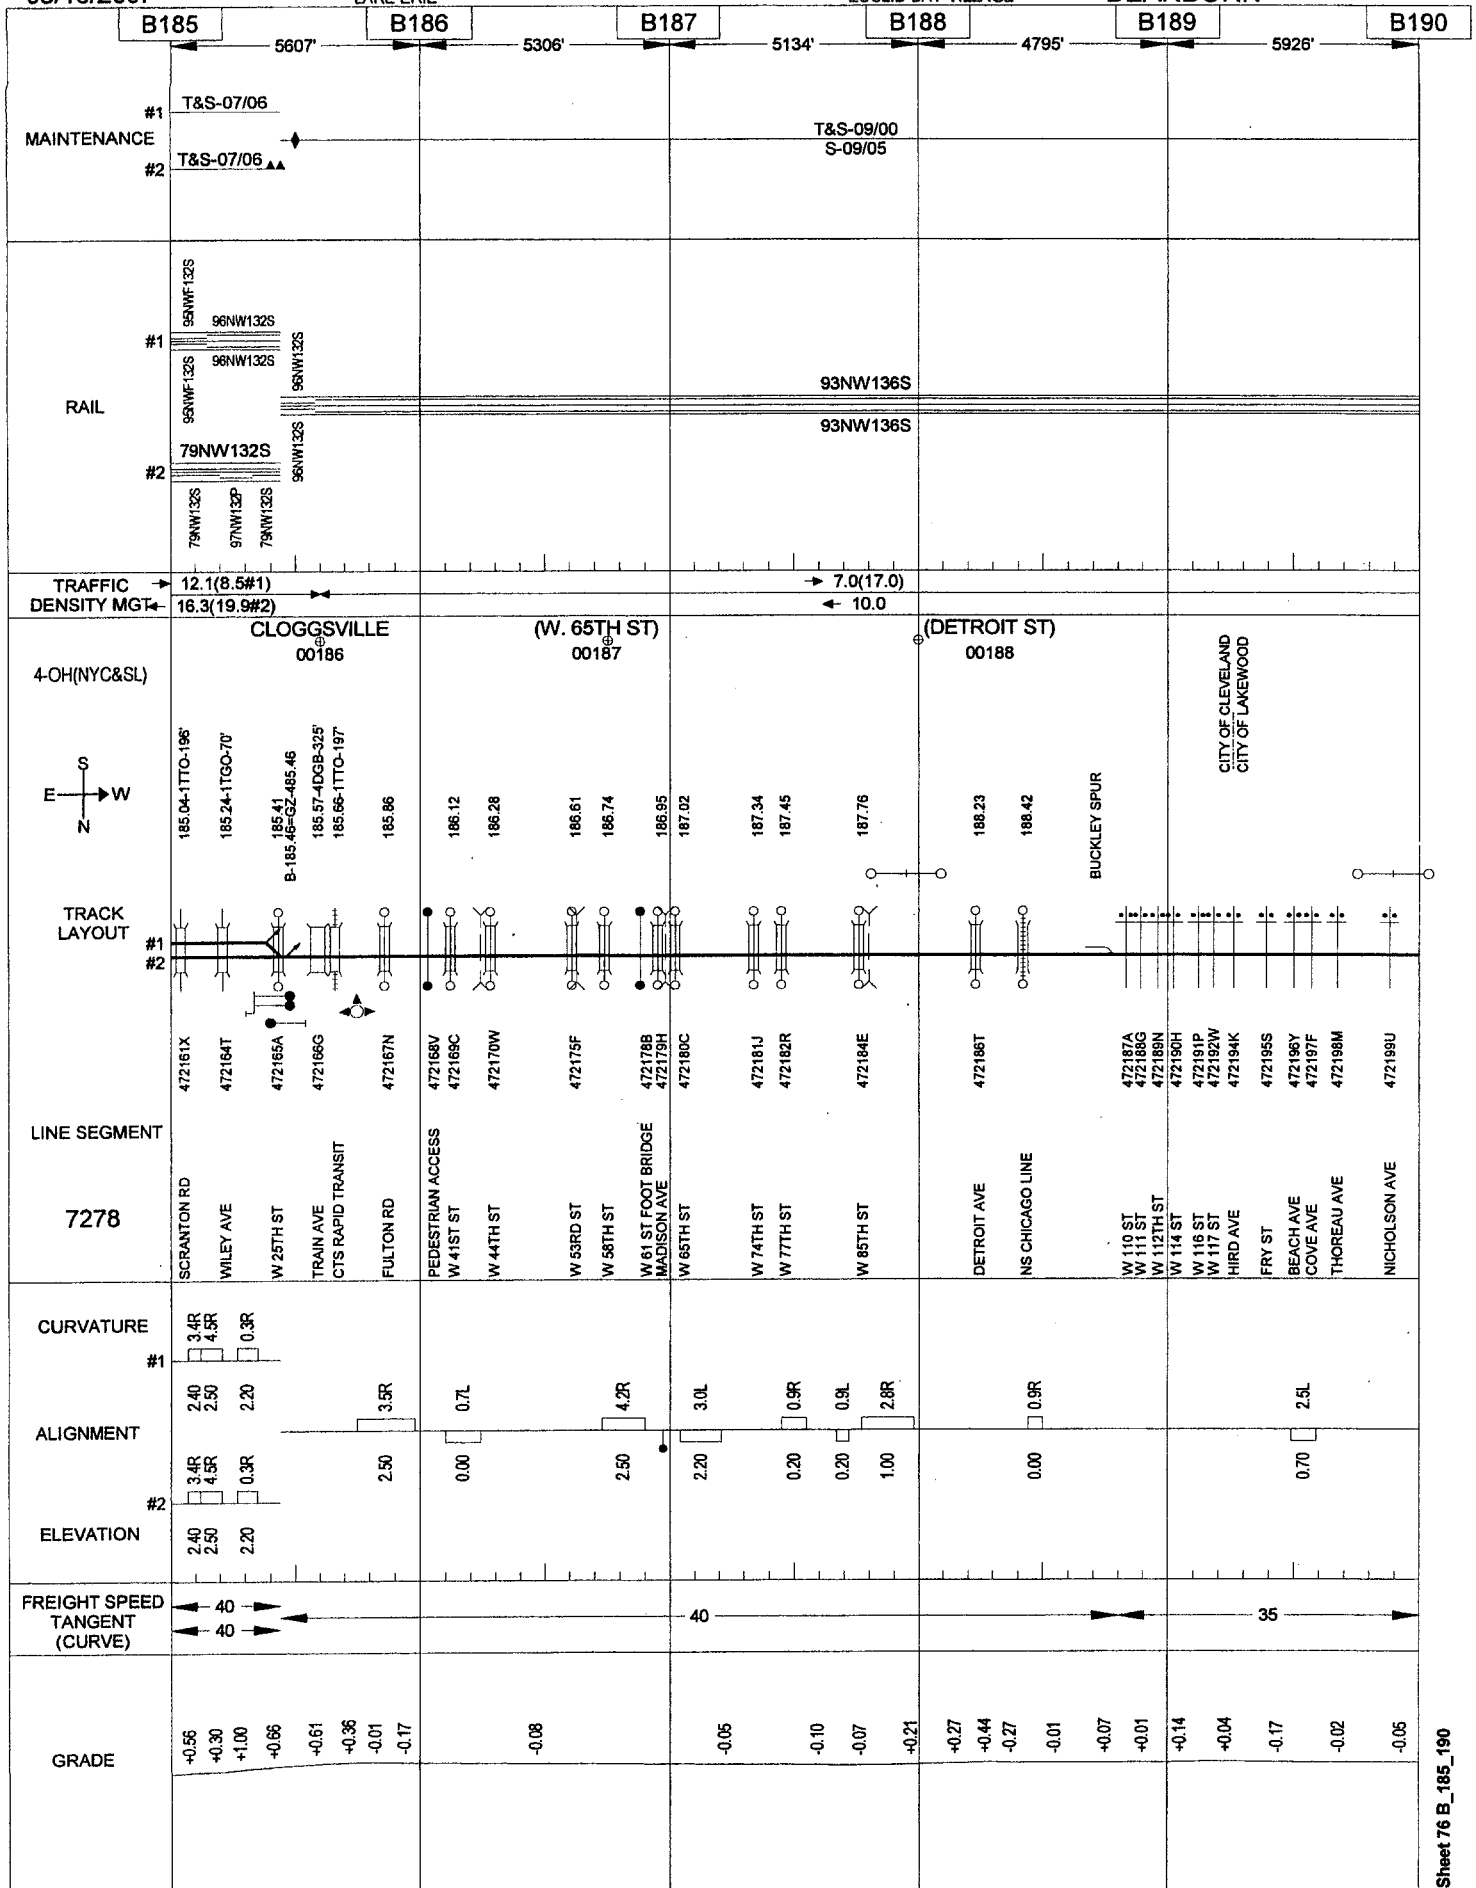 B185 B186 B187 B188 B189 B190
5607' 5306' 5134' 4795' 5926'
#1 T&S-07/06
MAINTENANCE
T&S-09/00
S-09/05
#2 T&S-07/06
RAIL
#1
95NWF132S
96NW132S
96NW132S
95NWF132S
96NW132S
96NW132S
93NW136S
93NW136S
#2
79NW132S
79NW132S
97NW132P
79NW132S
TRAFFIC
DENSITY MGT
12.1(8.5#1)
16.3(19.9#2)
7.0(17.0)
10.0
CLOGGSVILLE
00186
(W. 65TH ST)
00187
(DETROIT ST)
00188
4-OH(NYC&SL)
CITY OF CLEVELAND
CITY OF LAKEWOOD
S
E W
N
185.04-1TTO-196'
185.24-1TGO-70'
185.41
B-185.46=GZ-485.46
185.57-4DGB-325'
185.66-1TTO-197'
185.86
186.12
186.28
186.61
186.74
186.95
187.02
187.34
187.45
187.76
188.23
188.42
BUCKLEY SPUR
TRACK
LAYOUT
#1
#2
472161X
472164T
472165A
472166G
472167N
472168V
472169C
472170W
472175F
472178B
472179H
472180C
472181J
472182R
472184E
472186T
472187A
472188G
472189N
472190H
472191P
472192W
472194K
472195S
472196Y
472197F
472198M
472199U
LINE SEGMENT
7278
SCRANTON RD
WILEY AVE
W 25TH ST
TRAIN AVE
CTS RAPID TRANSIT
FULTON RD
PEDESTRIAN ACCESS
W 41ST ST
W 44TH ST
W 53RD ST
W 58TH ST
W 61 ST FOOT BRIDGE
MADISON AVE
W 65TH ST
W 74TH ST
W 77TH ST
W 85TH ST
DETROIT AVE
NS CHICAGO LINE
W 110 ST
W 111 ST
W 112TH ST
W 114 ST
W 116 ST
W 117 ST
HIRD AVE
FRY ST
BEACH AVE
COVE AVE
THOREAU AVE
NICHOLSON AVE
CURVATURE
#1
3.4R
4.5R
0.3R
2.40
2.50
2.20
ALIGNMENT
3.5R
0.7L
4.2R
3.0L
0.9R
0.9L
2.8R
0.9R
2.5L
2.50
0.00
2.50
2.20
0.20
0.20
1.00
0.00
0.70
3.4R
4.5R
0.3R
#2
ELEVATION
2.40
2.50
2.20
FREIGHT SPEED
TANGENT
(CURVE)
40
40
40
35
GRADE
+0.56
+0.30
+1.00
+0.66
+0.61
+0.36
-0.01
-0.17
-0.08
-0.05
-0.10
-0.07
+0.21
+0.27
+0.44
-0.27
-0.01
+0.07
+0.01
+0.14
+0.04
-0.17
-0.02
-0.05
Sheet 76 B_185_190